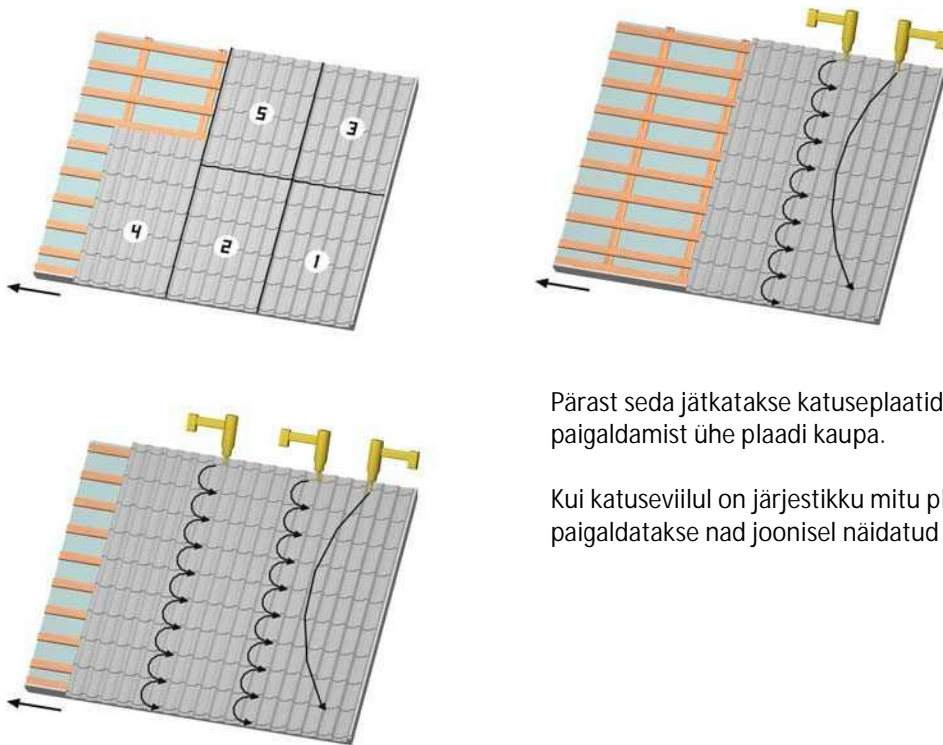 5
3
4
2
1
Pärast seda jätkatakse katuseplaatid
paigaldamist ühe plaadi kaupa.
Kui katuseviilul on järjestikku mitu pl
paigaldatakse nad joonisel näidatud